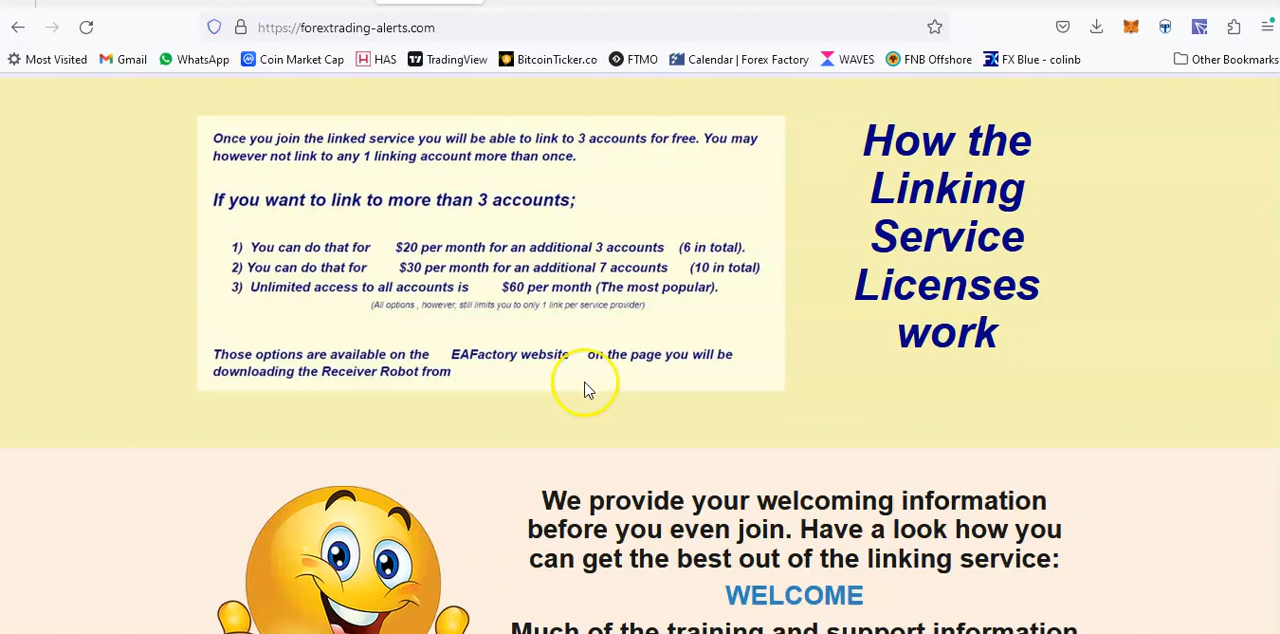 https://forextrading-alerts.com
Most Visited Gmail WhatsApp Coin Market Cap HAS TradingView BitcoinTicker.co FTMO Calendar | Forex Factory WAVES FNB Offshore FX Blue - colinb Other Bookmarks
Once you join the linked service you will be able to link to 3 accounts for free. You may
however not link to any 1 linking account more than once.
If you want to link to more than 3 accounts;
1) You can do that for $20 per month for an additional 3 accounts (6 in total).
2) You can do that for $30 per month for an additional 7 accounts (10 in total)
3) Unlimited access to all accounts is $60 per month (The most popular).
(All options , however, still limits you to only 1 link per service provider)
Those options are available on the EAFactory website on the page you will be
downloading the Receiver Robot from
How the
Linking
Service
Licenses
work
We provide your welcoming information
before you even join. Have a look how you
can get the best out of the linking service:
WELCOME
Much of the training and support information